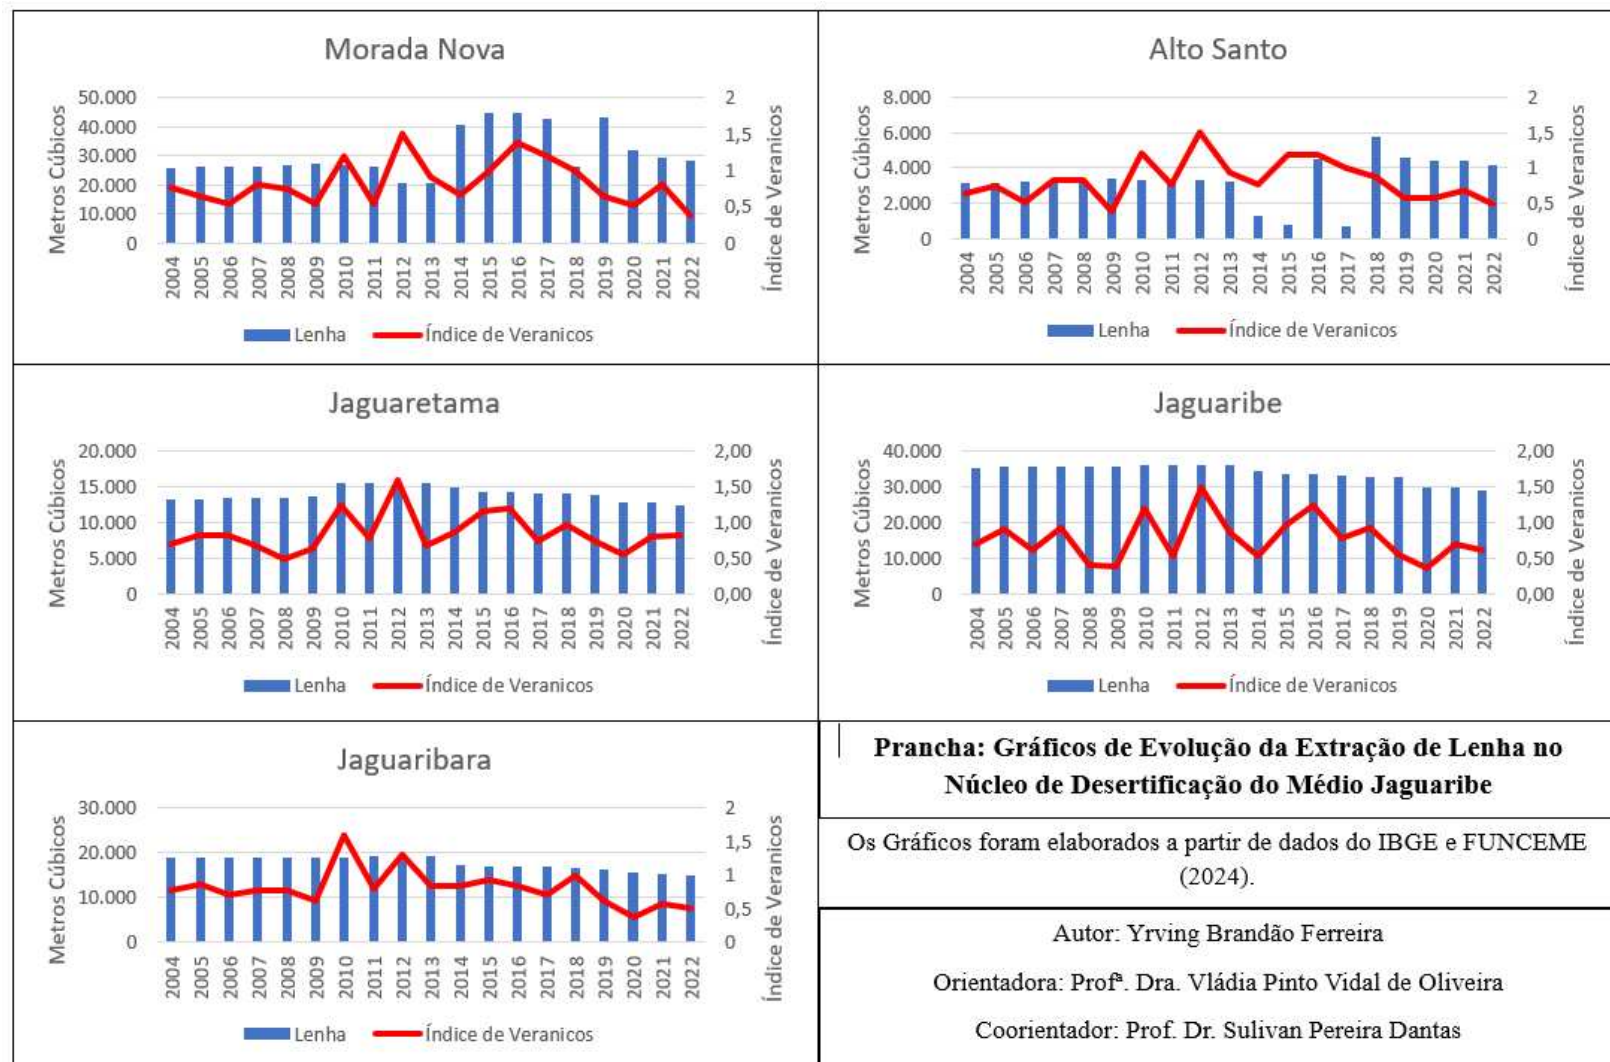 Morada Nova
Metros Cúbicos
50.000
40.000
30.000
20.000
10.000
0
2
1,5
1
0,5
0
Índice de Veranicos
2004 2005 2006 2007 2008 2009 2010 2011 2012 2013 2014 2015 2016 2017 2018 2019 2020 2021 2022
Lenha Índice de Veranicos
Alto Santo
Metros Cúbicos
8.000
6.000
4.000
2.000
0
2
1,5
1
0,5
0
Índice de Veranicos
2004 2005 2006 2007 2008 2009 2010 2011 2012 2013 2014 2015 2016 2017 2018 2019 2020 2021 2022
Lenha Índice de Veranicos
Jaguaretama
Metros Cúbicos
20.000
15.000
10.000
5.000
0
2,00
1,50
1,00
0,50
0,00
Índice de Veranicos
2004 2005 2006 2007 2008 2009 2010 2011 2012 2013 2014 2015 2016 2017 2018 2019 2020 2021 2022
Lenha Índice de Veranicos
Jaguaribe
Metros Cúbicos
40.000
30.000
20.000
10.000
0
2,00
1,50
1,00
0,50
0,00
Índice de Veranicos
2004 2005 2006 2007 2008 2009 2010 2011 2012 2013 2014 2015 2016 2017 2018 2019 2020 2021 2022
Lenha Índice de Veranicos
Jaguaribara
Metros Cúbicos
30.000
20.000
10.000
0
2
1,5
1
0,5
0
Índice de Veranicos
2004 2005 2006 2007 2008 2009 2010 2011 2012 2013 2014 2015 2016 2017 2018 2019 2020 2021 2022
Lenha Índice de Veranicos
Prancha: Gráficos de Evolução da Extração de Lenha no
Núcleo de Desertificação do Médio Jaguaribe
Os Gráficos foram elaborados a partir de dados do IBGE e FUNCEME
(2024).
Autor: Yrving Brandão Ferreira
Orientadora: Profª. Dra. Vládia Pinto Vidal de Oliveira
Coorientador: Prof. Dr. Sulivan Pereira Dantas